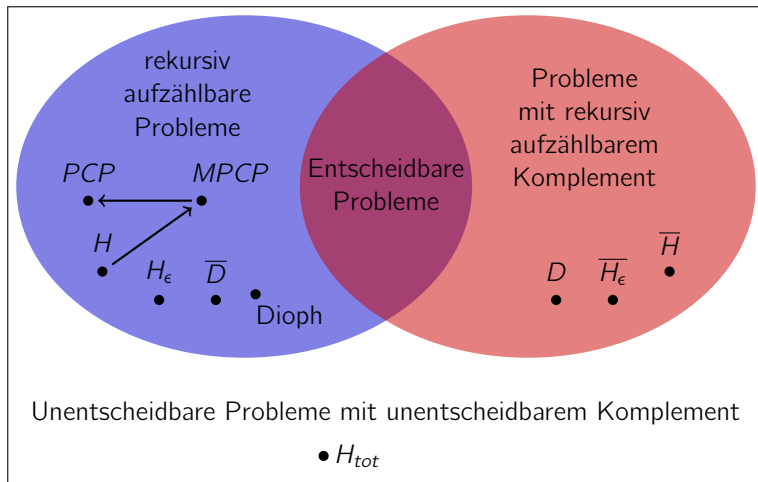 rekursiv
aufzählbare
Probleme
Probleme
mit rekursiv
aufzählbarem
Komplement
Entscheidbare
Probleme
PCP
MPCP
H
H_ϵ
D̅
Dioph
D
H̅_ϵ
H̅
Unentscheidbare Probleme mit unentscheidbarem Komplement
H_tot